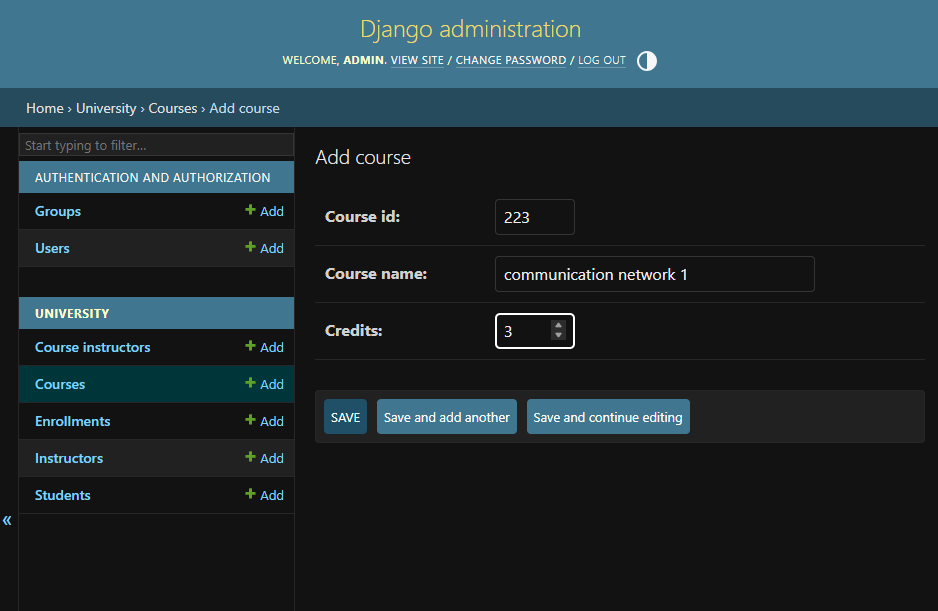 Django administration
WELCOME, ADMIN. VIEW SITE / CHANGE PASSWORD / LOG OUT
Home › University › Courses › Add course
Start typing to filter...
AUTHENTICATION AND AUTHORIZATION
Groups + Add
Users + Add
UNIVERSITY
Course instructors + Add
Courses + Add
Enrollments + Add
Instructors + Add
Students + Add
«
Add course
Course id: 223
Course name: communication network 1
Credits: 3
SAVE Save and add another Save and continue editing